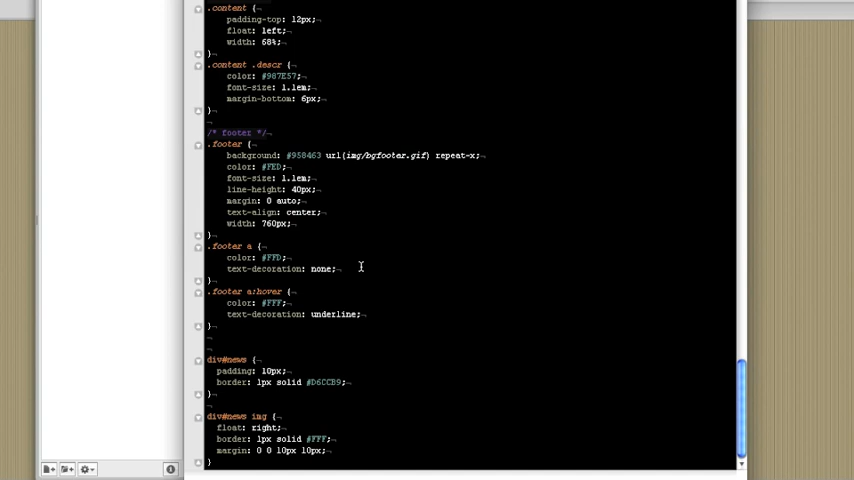 .content {
padding-top: 12px;
float: left;
width: 68%;
}
.content .descr {
color: #987E57;
font-size: 1.1em;
margin-bottom: 6px;
}
/* footer */
.footer {
background: #958463 url(img/bgfooter.gif) repeat-x;
color: #FED;
font-size: 1.1em;
line-height: 40px;
margin: 0 auto;
text-align: center;
width: 760px;
}
.footer a {
color: #FFD;
text-decoration: none;
}
.footer a:hover {
color: #FFF;
text-decoration: underline;
}
div#news {
padding: 10px;
border: 1px solid #D6CCB9;
}
div#news img {
float: right;
border: 1px solid #FFF;
margin: 0 0 10px 10px;
}